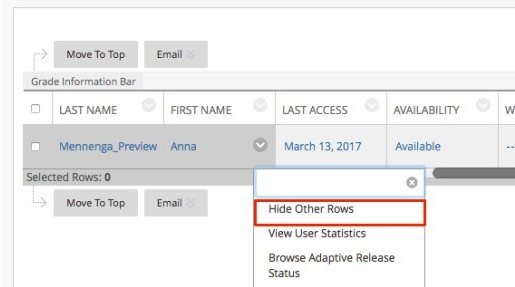 Move To Top Email
Grade Information Bar
LAST NAME FIRST NAME LAST ACCESS AVAILABILITY W
Mennenga_Preview Anna March 13, 2017 Available --
Selected Rows: 0
Move To Top Email
Hide Other Rows
View User Statistics
Browse Adaptive Release
Status